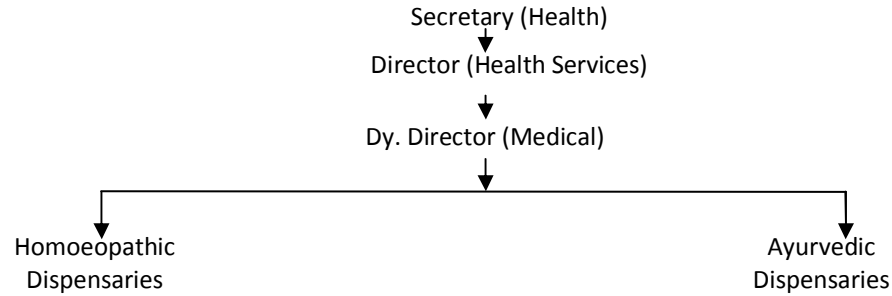 Secretary (Health)
Director (Health Services)
Dy. Director (Medical)
Homoeopathic
Dispensaries
Ayurvedic
Dispensaries